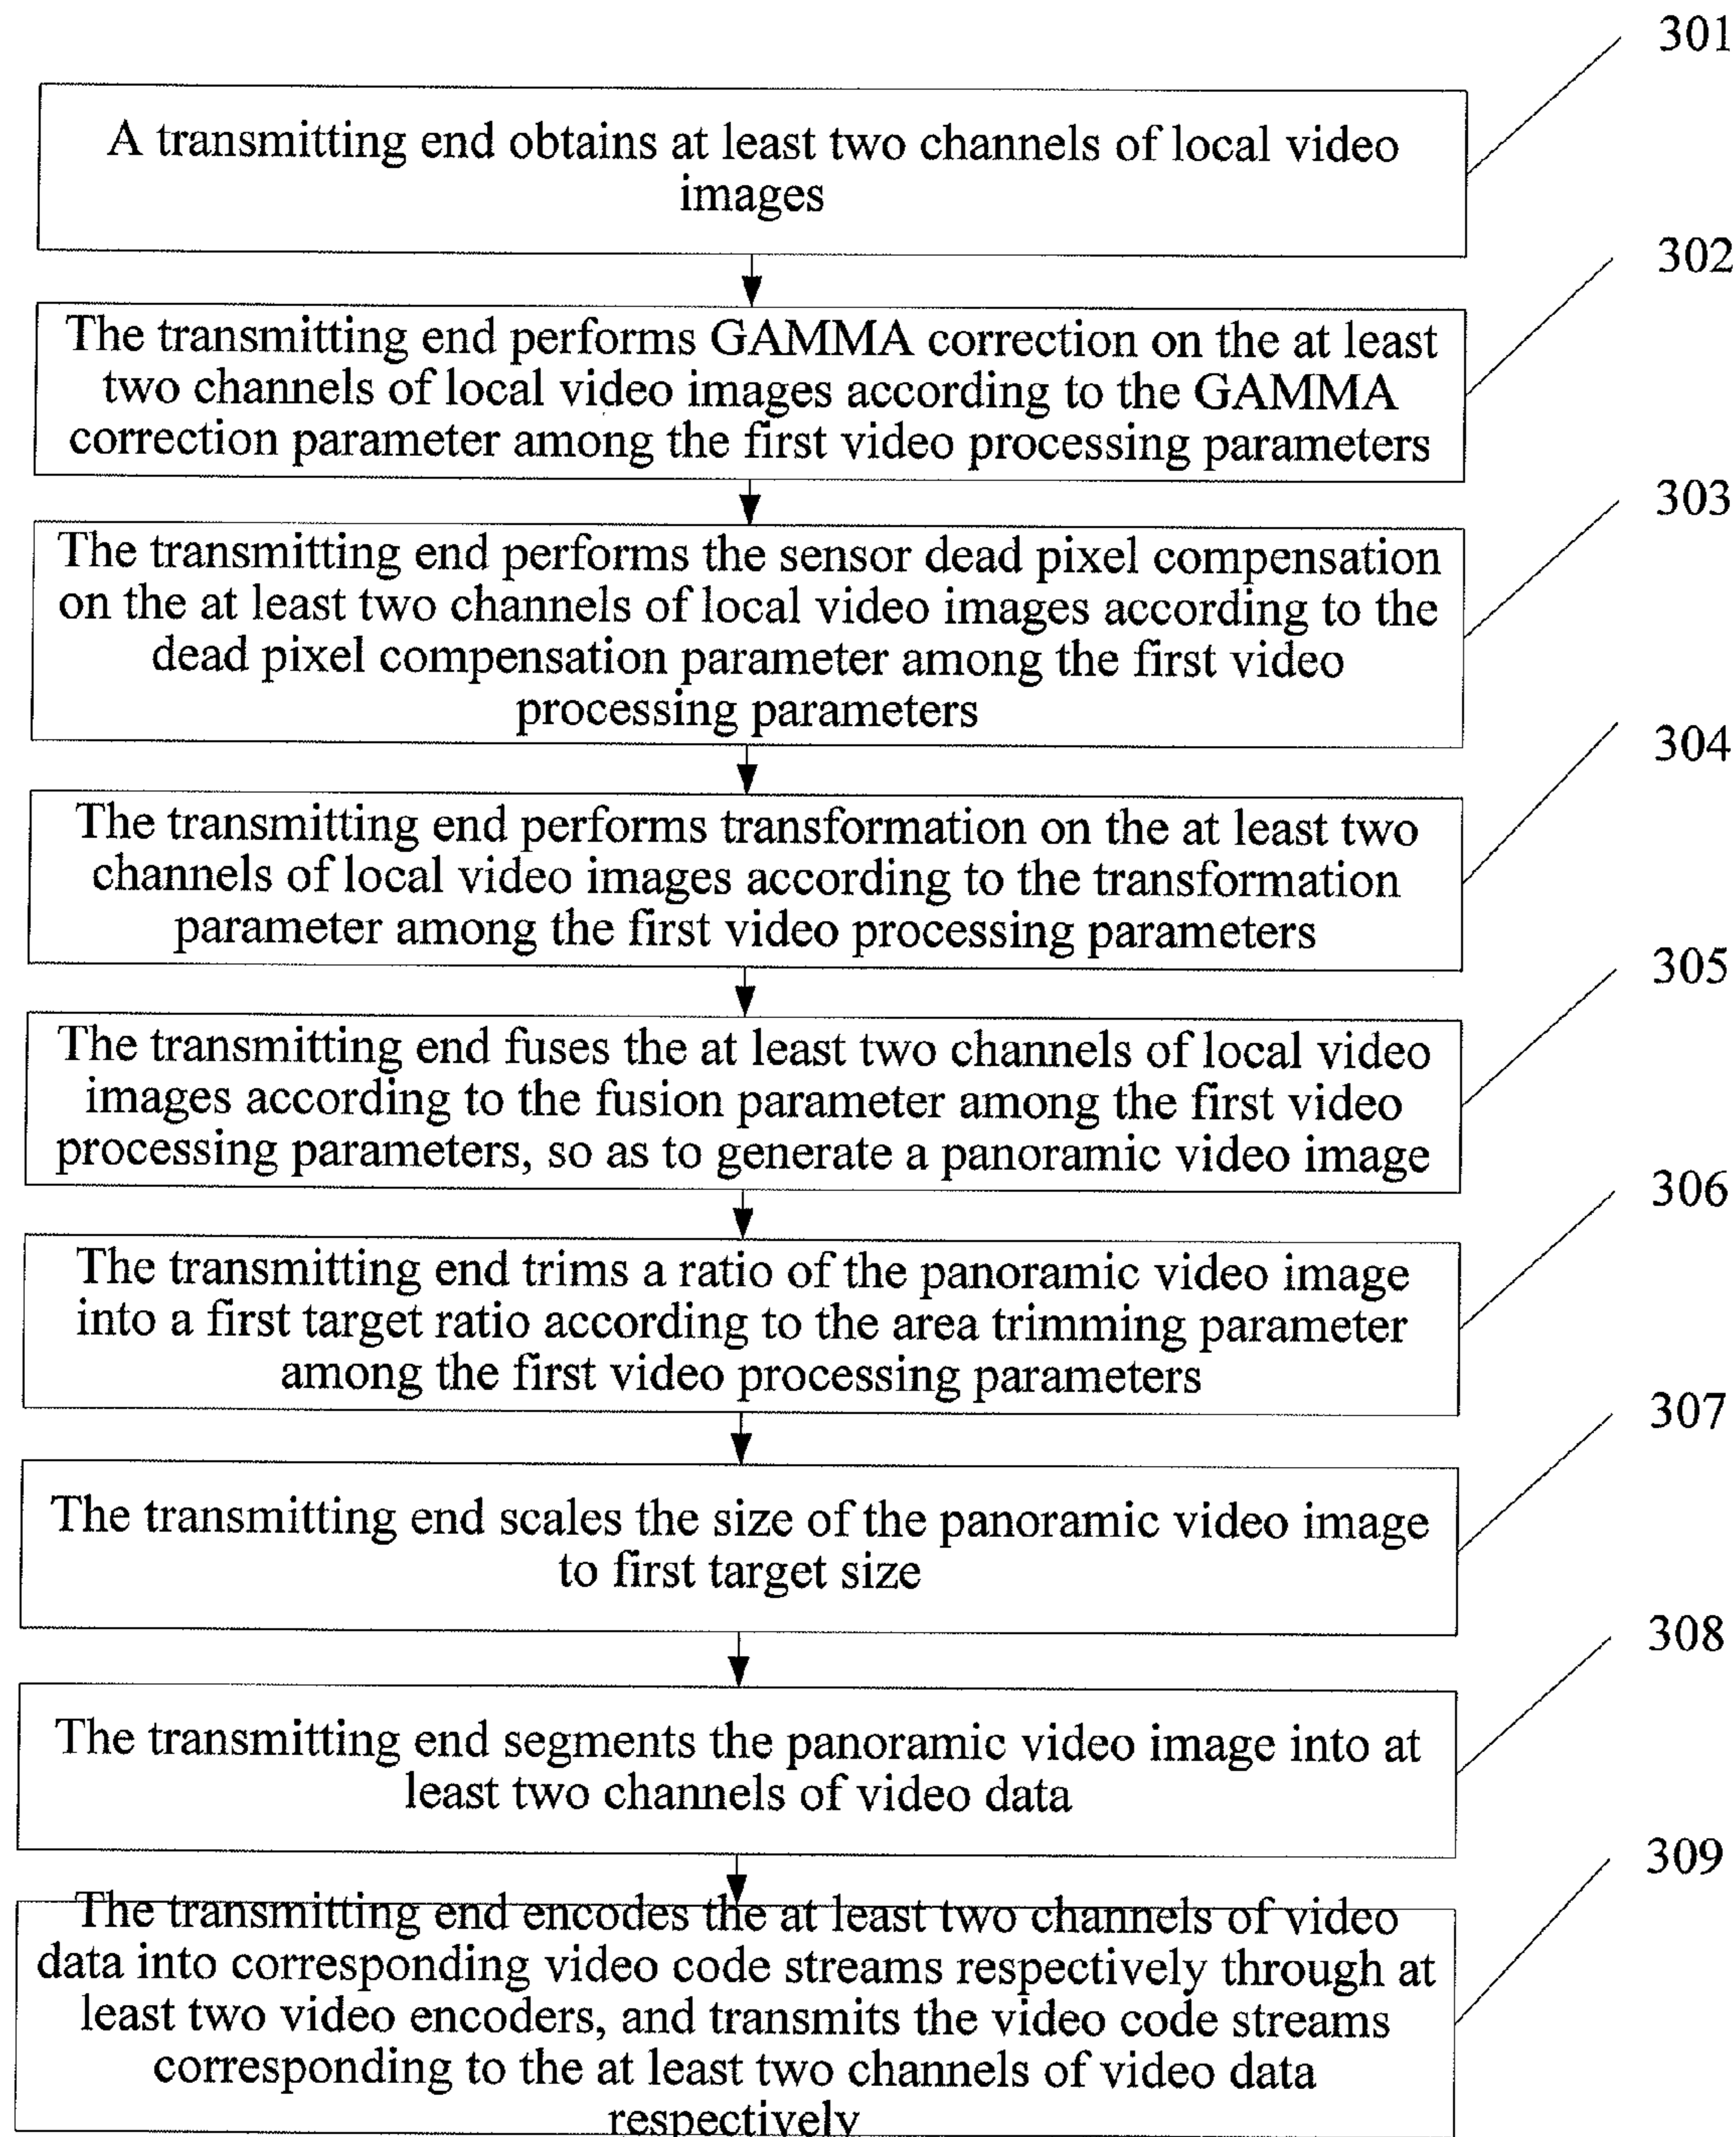 301
A transmitting end obtains at least two channels of local video
images
302
The transmitting end performs GAMMA correction on the at least
two channels of local video images according to the GAMMA
correction parameter among the first video processing parameters
303
The transmitting end performs the sensor dead pixel compensation
on the at least two channels of local video images according to the
dead pixel compensation parameter among the first video
processing parameters
304
The transmitting end performs transformation on the at least two
channels of local video images according to the transformation
parameter among the first video processing parameters
305
The transmitting end fuses the at least two channels of local video
images according to the fusion parameter among the first video
processing parameters, so as to generate a panoramic video image
306
The transmitting end trims a ratio of the panoramic video image
into a first target ratio according to the area trimming parameter
among the first video processing parameters
307
The transmitting end scales the size of the panoramic video image
to first target size
308
The transmitting end segments the panoramic video image into at
least two channels of video data
309
The transmitting end encodes the at least two channels of video
data into corresponding video code streams respectively through at
least two video encoders, and transmits the video code streams
corresponding to the at least two channels of video data
respectively